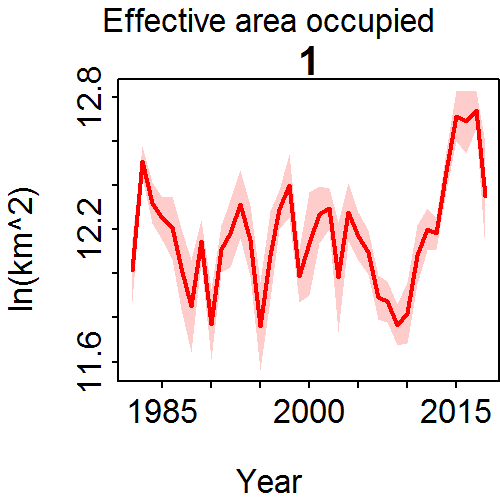 Effective area occupied
1
ln(km^2)
12.8
12.2
11.6
1985 2000 2015
Year